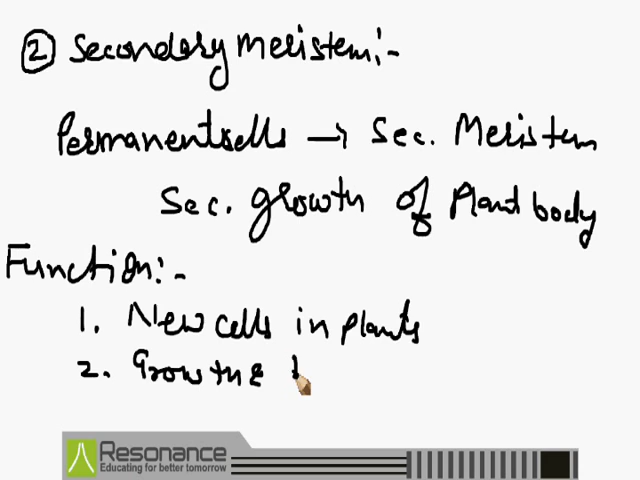 ② Secondary Meristem:-
Permanent cells → Sec. Meristem
Sec. growth of Plant body
Function:-
1. New cells in plants
2. Growth &
Resonance
Educating for better tomorrow